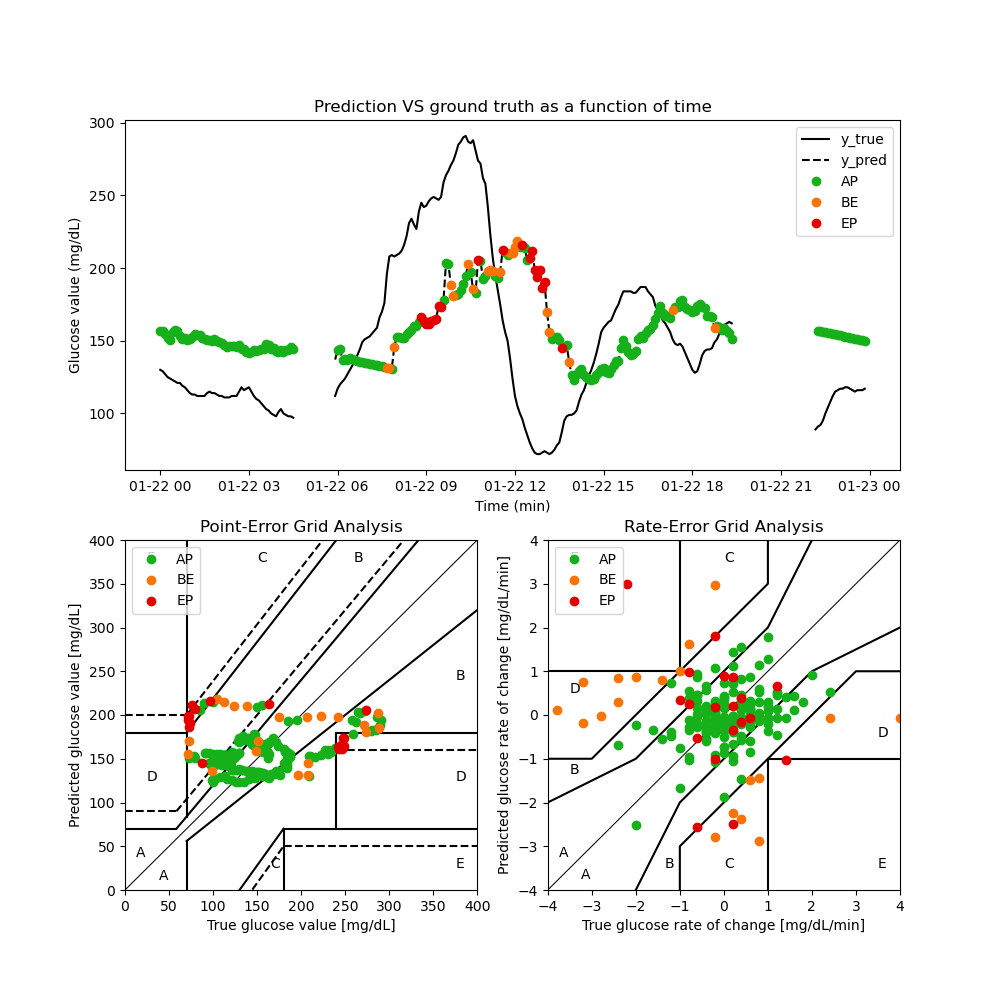 Prediction VS ground truth as a function of time
300
250
200
150
100
Glucose value (mg/dL)
y_true
y_pred
AP
BE
EP
01-22 00 01-22 03 01-22 06 01-22 09 01-22 12 01-22 15 01-22 18 01-22 21 01-23 00
Time (min)
Point-Error Grid Analysis
400
350
300
250
200
150
100
50
0
Predicted glucose value [mg/dL]
AP
BE
EP
C
B
B
D
D
A
A
C
E
0 50 100 150 200 250 300 350 400
True glucose value [mg/dL]
Rate-Error Grid Analysis
4
3
2
1
0
−1
−2
−3
−4
Predicted glucose rate of change [mg/dL/min]
AP
BE
EP
C
D
D
B
A
A
B
C
E
−4 −3 −2 −1 0 1 2 3 4
True glucose rate of change [mg/dL/min]